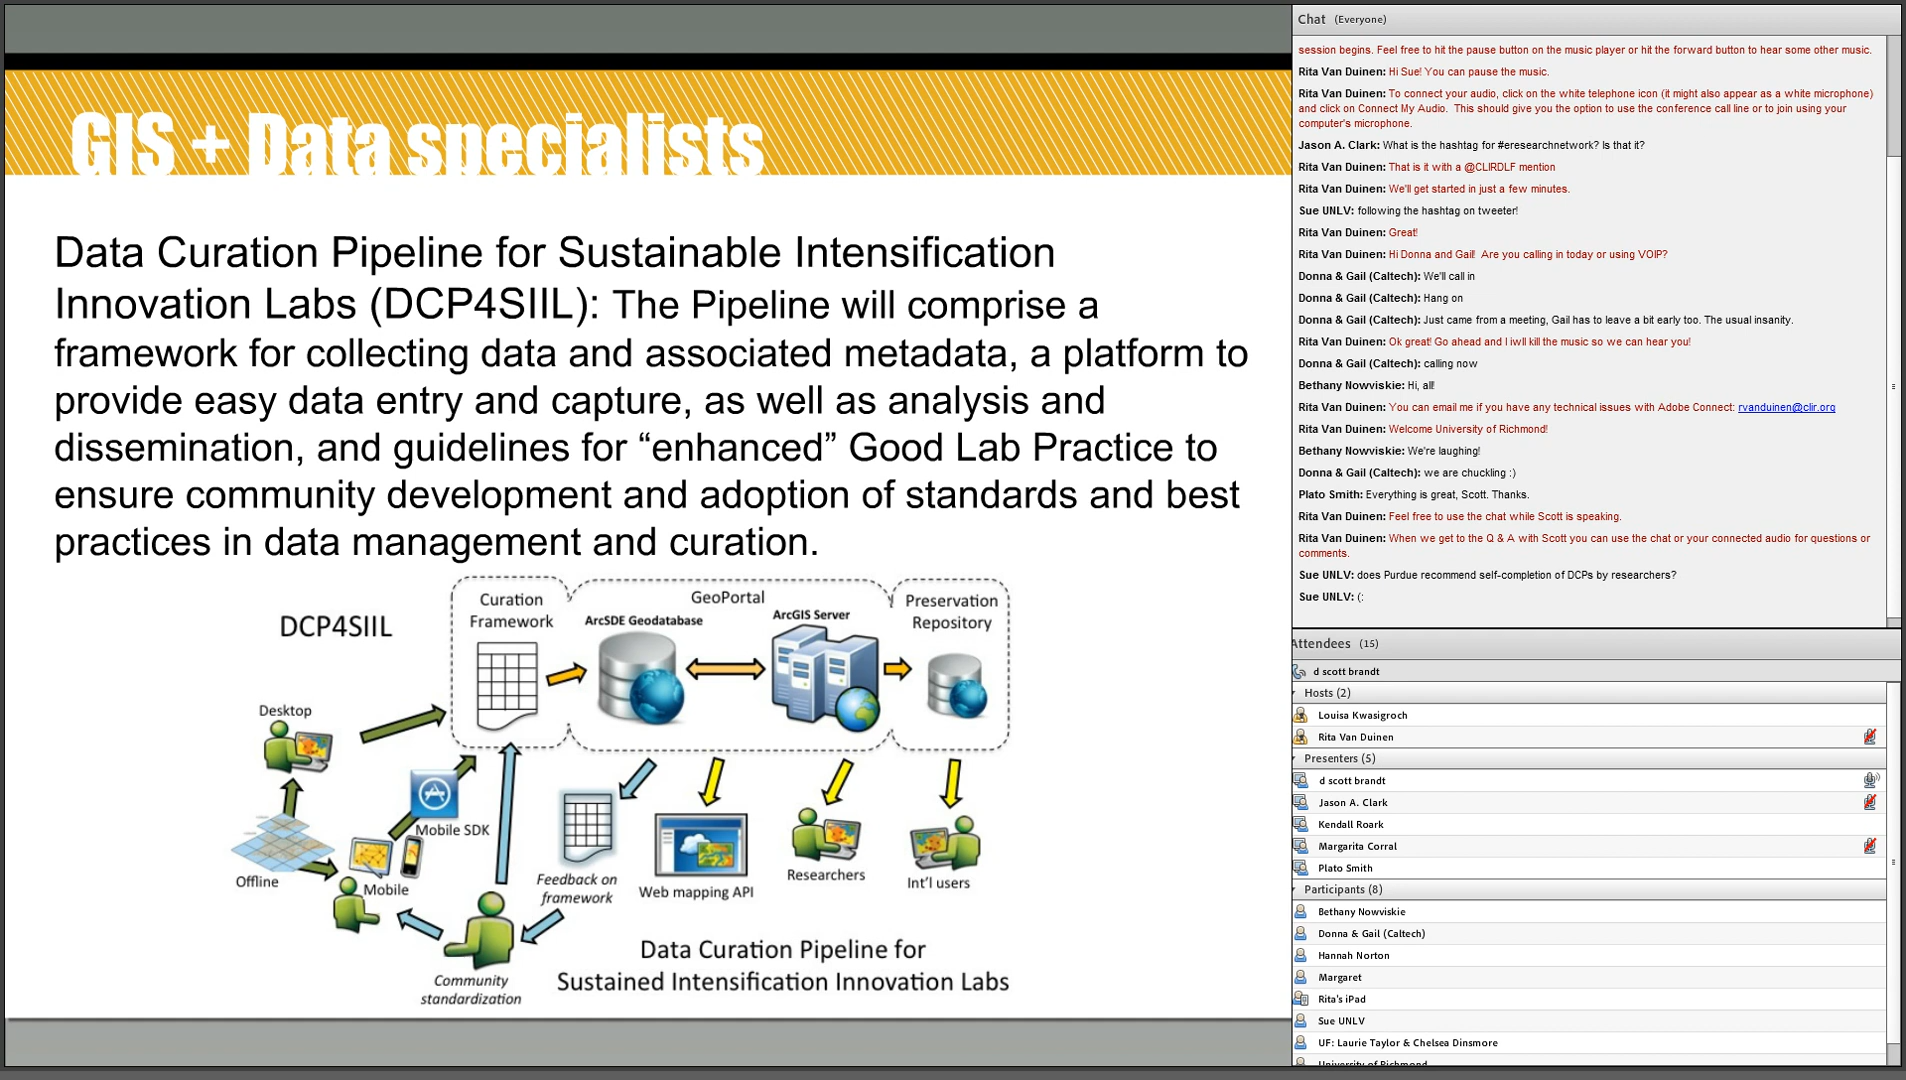 GIS + Data specialists
Data Curation Pipeline for Sustainable Intensification
Innovation Labs (DCP4SIIL): The Pipeline will comprise a
framework for collecting data and associated metadata, a platform to
provide easy data entry and capture, as well as analysis and
dissemination, and guidelines for “enhanced” Good Lab Practice to
ensure community development and adoption of standards and best
practices in data management and curation.
DCP4SIIL
Curation
Framework
GeoPortal
ArcSDE Geodatabase
ArcGIS Server
Preservation
Repository
Desktop
Mobile SDK
Offline
Mobile
Feedback on
framework
Web mapping API
Researchers
Int'l users
Community
standardization
Data Curation Pipeline for
Sustained Intensification Innovation Labs
Chat (Everyone)
session begins. Feel free to hit the pause button on the music player or hit the forward button to hear some other music.
Rita Van Duinen: Hi Sue! You can pause the music.
Rita Van Duinen: To connect your audio, click on the white telephone icon (it might also appear as a white microphone)
and click on Connect My Audio. This should give you the option to use the conference call line or to join using your
computer's microphone.
Jason A. Clark: What is the hashtag for #eresearchnetwork? Is that it?
Rita Van Duinen: That is it with a @CLIRDLF mention
Rita Van Duinen: We'll get started in just a few minutes.
Sue UNLV: following the hashtag on tweeter!
Rita Van Duinen: Great!
Rita Van Duinen: Hi Donna and Gail! Are you calling in today or using VOIP?
Donna & Gail (Caltech): We'll call in
Donna & Gail (Caltech): Hang on
Donna & Gail (Caltech): Just came from a meeting, Gail has to leave a bit early too. The usual insanity.
Rita Van Duinen: Ok great! Go ahead and I iwll kill the music so we can hear you!
Donna & Gail (Caltech): calling now
Bethany Nowviskie: Hi, all!
Rita Van Duinen: You can email me if you have any technical issues with Adobe Connect: rvanduinen@clir.org
Rita Van Duinen: Welcome University of Richmond!
Bethany Nowviskie: We're laughing!
Donna & Gail (Caltech): we are chuckling :)
Plato Smith: Everything is great, Scott. Thanks.
Rita Van Duinen: Feel free to use the chat while Scott is speaking.
Rita Van Duinen: When we get to the Q & A with Scott you can use the chat or your connected audio for questions or
comments.
Sue UNLV: does Purdue recommend self-completion of DCPs by researchers?
Sue UNLV: (:
Attendees (15)
d scott brandt
Hosts (2)
Louisa Kwasigroch
Rita Van Duinen
Presenters (5)
d scott brandt
Jason A. Clark
Kendall Roark
Margarita Corral
Plato Smith
Participants (8)
Bethany Nowviskie
Donna & Gail (Caltech)
Hannah Norton
Margaret
Rita's iPad
Sue UNLV
UF: Laurie Taylor & Chelsea Dinsmore
University of Richmond